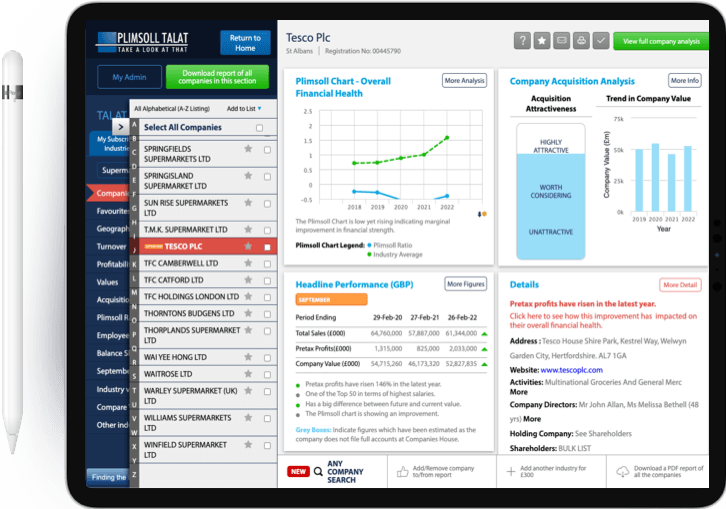 PLIMSOLL TALAT
TAKE A LOOK AT THAT
Return to
Home
My Admin
Download report of all
companies in this section
TALAT
My Subscri
Industrie
Superm
Compani
Favourite
Geograph
Turnover
Profitabili
Values
Acquisitio
Plimsoll R
Employee
Balance S
Septembe
Industry v
Compare
Other ind
Finding the
All Alphabetical (A-Z Listing)
Add to List
Select All Companies
A
B
C
D
E
F
G
H
I
J
K
L
M
N
O
P
Q
R
S
T
U
V
W
X
Y
Z
SPRINGFIELDS
SUPERMARKETS LTD
SPRINGISLAND
SUPERMARKET LTD
SUN RISE SUPERMARKETS
LTD
T.M.K. SUPERMARKET LTD
TESCO PLC
TFC CAMBERWELL LTD
TFC CATFORD LTD
TFC HOLDINGS LONDON LTD
THORNTONS BUDGENS LTD
THORPLANDS SUPERMARKET
LTD
WAI YEE HONG LTD
WAITROSE LTD
WARLEY SUPERMARKET (UK)
LTD
WILLIAMS SUPERMARKETS
LTD
WINFIELD SUPERMARKET
LTD
Tesco Plc
St Albans | Registration No: 00445790
?
View full company analysis
Plimsoll Chart - Overall
Financial Health
More Analysis
2.5
2
1.5
1
0.5
0
-0.5
2018 2019 2020 2021 2022
The Plimsoll Chart is low yet rising indicating marginal
improvement in financial strength.
Plimsoll Chart Legend: Plimsoll Ratio
Industry Average
Company Acquisition Analysis
More Info
Acquisition
Attractiveness
HIGHLY
ATTRACTIVE
WORTH
CONSIDERING
UNATTRACTIVE
Trend in Company Value
Company Value (£m)
75k
50k
25k
0k
2019 2020 2021 2022
Year
Headline Performance (GBP)
More Figures
SEPTEMBER
Period Ending 29-Feb-20 27-Feb-21 26-Feb-22
Total Sales (£000) 64,760,000 57,887,000 61,344,000
Pretax Profits(£000) 1,315,000 825,000 2,033,000
Company Value (£000) 54,715,260 46,173,320 52,827,835
Pretax profits have risen 146% in the latest year.
One of the Top 50 in terms of highest salaries.
Has a big difference between future and current value.
The Plimsoll chart is showing an improvement.
Grey Boxes: Indicate figures which have been estimated as the
company does not file full accounts at Companies House.
Details
More Detail
Pretax profits have risen in the latest year.
Click here to see how this improvement has impacted on
their overall financial health.
Address : Tesco House Shire Park, Kestrel Way, Welwyn
Garden City, Hertfordshire. AL7 1GA
Website: www.tescoplc.com
Activities: Multinational Groceries And General Merc
More
Company Directors: Mr John Allan, Ms Melissa Bethell (48
yrs) More
Holding Company: See Shareholders
Shareholders: BULK LIST
NEW
ANY
COMPANY
SEARCH
Add/Remove company
to/from report
Add another Industry for
£300
Download a PDF report of
all the companies